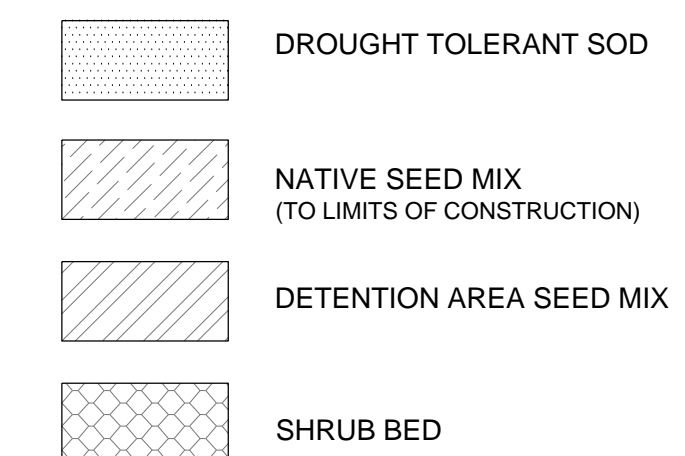 DROUGHT TOLERANT SOD
NATIVE SEED MIX
(TO LIMITS OF CONSTRUCTION)
DETENTION AREA SEED MIX
SHRUB BED